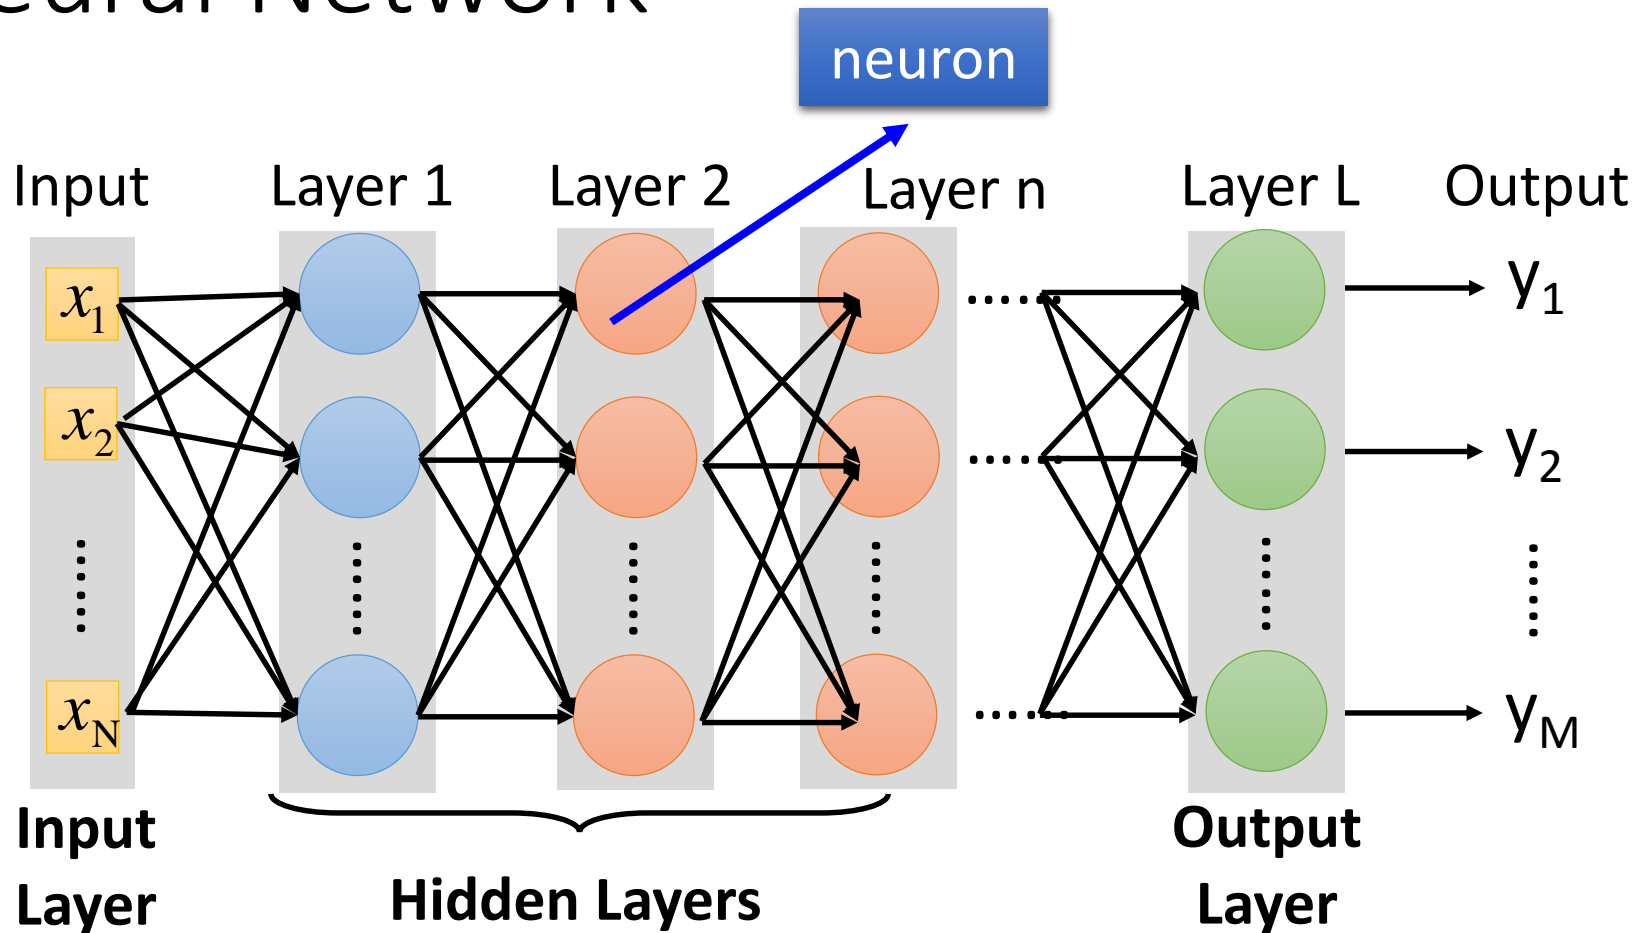 neuron
Input Layer 1 Layer 2 Layer n Layer L Output
x1 ...... y1
x2 ...... y2
...... ...... ...... ...... ...... ......
xN ...... yM
Input Layer
Hidden Layers
Output Layer